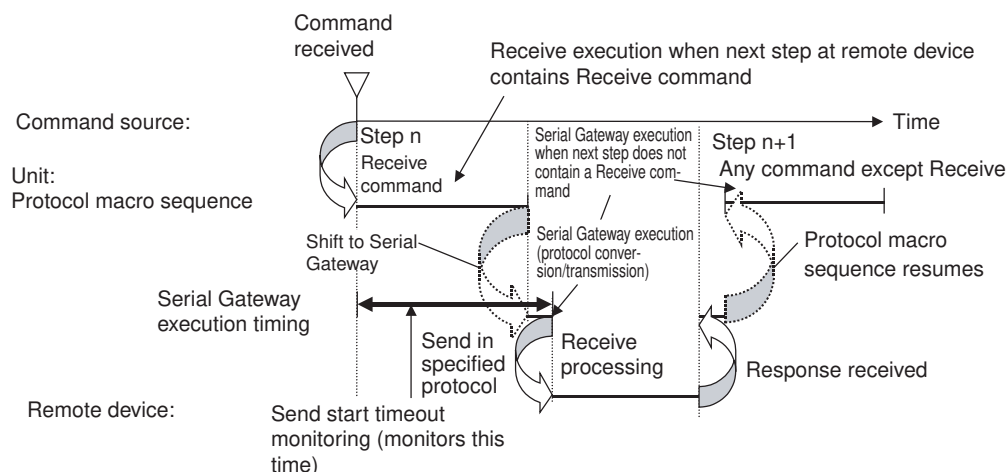 Command
received
Receive execution when next step at remote device
contains Receive command
Command source:
Time
Step n
Receive
command
Serial Gateway execution
when next step does not
contain a Receive com-
mand
Step n+1
Any command except Receive
Unit:
Protocol macro sequence
Shift to Serial
Gateway
Serial Gateway execution
(protocol conver-
sion/transmission)
Protocol macro
sequence resumes
Serial Gateway
execution timing
Send in
specified
protocol
Receive
processing
Response received
Remote device:
Send start timeout
monitoring (monitors this
time)